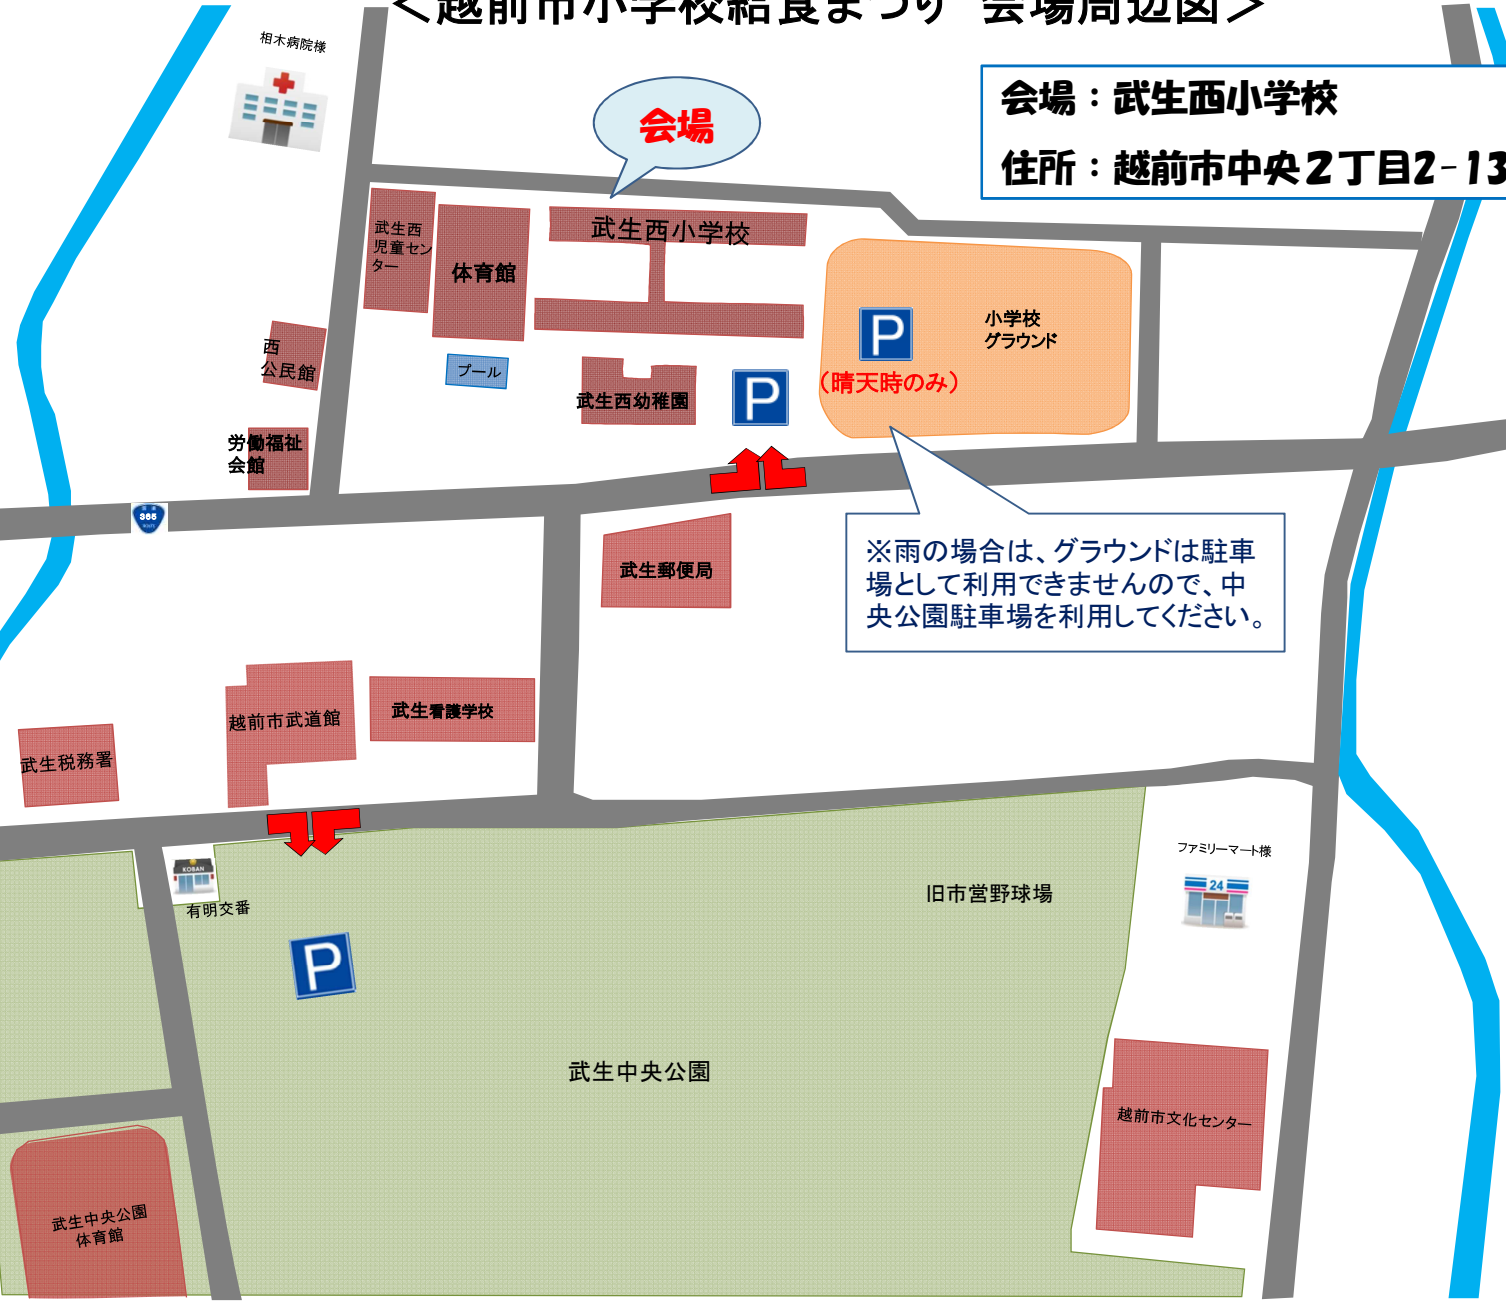 ＜越前市小学校給食まつり 会場周辺図＞
相木病院様
会場
会場：武生西小学校
住所：越前市中央２丁目2-13
武生西
児童セン
ター
体育館
武生西小学校
小学校
グラウンド
P
（晴天時のみ）
西
公民館
プール
武生西幼稚園
P
労働福祉
会館
365
武生郵便局
※雨の場合は、グラウンドは駐車
場として利用できませんので、中
央公園駐車場を利用してください。
武生税務署
越前市武道館
武生看護学校
KOBAN
有明交番
P
旧市営野球場
ファミリーマート様
24
武生中央公園
越前市文化センター
武生中央公園
体育館